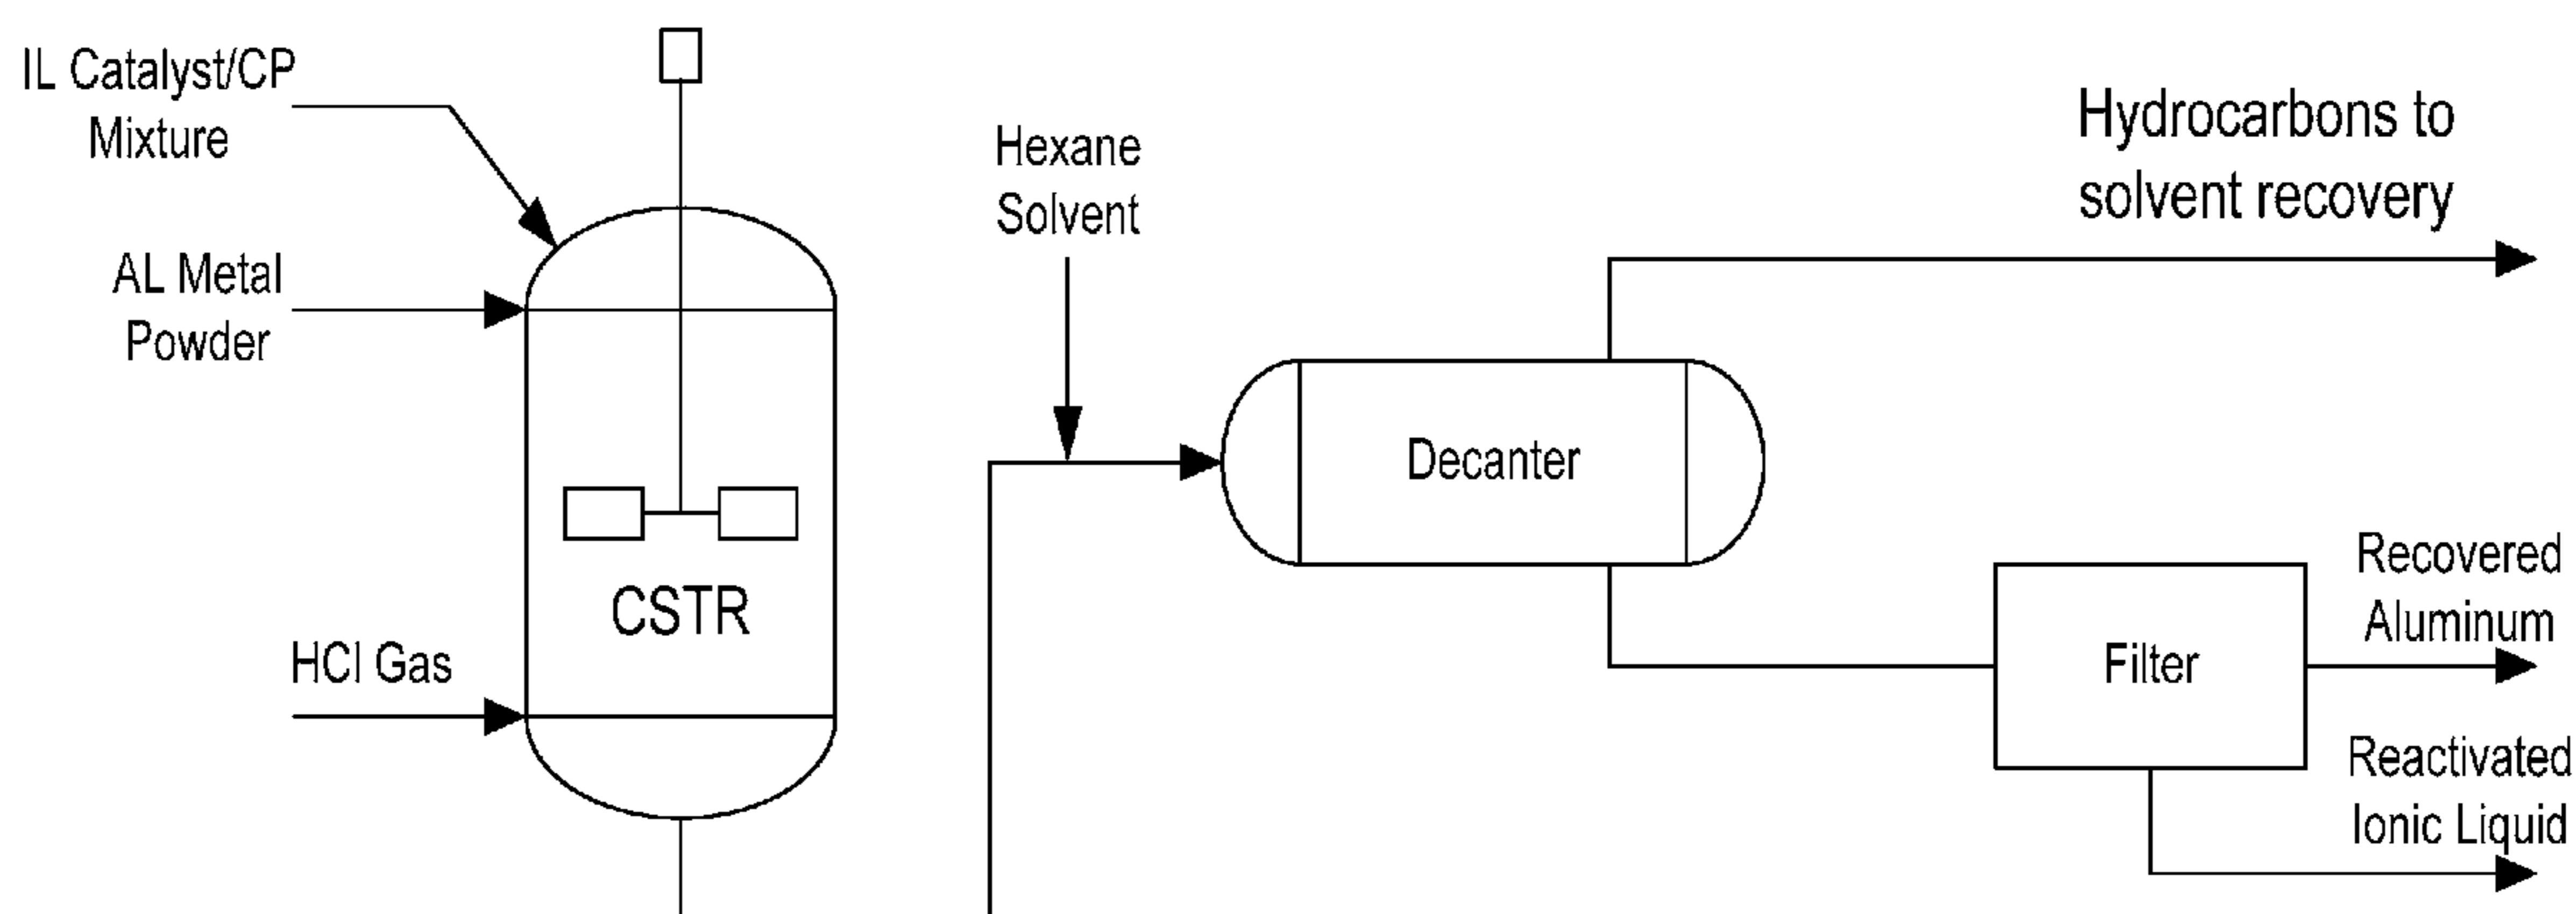 IL Catalyst/CP
Mixture
AL Metal
Powder
HCl Gas
CSTR
Hexane
Solvent
Decanter
Hydrocarbons to
solvent recovery
Filter
Recovered
Aluminum
Reactivated
Ionic Liquid